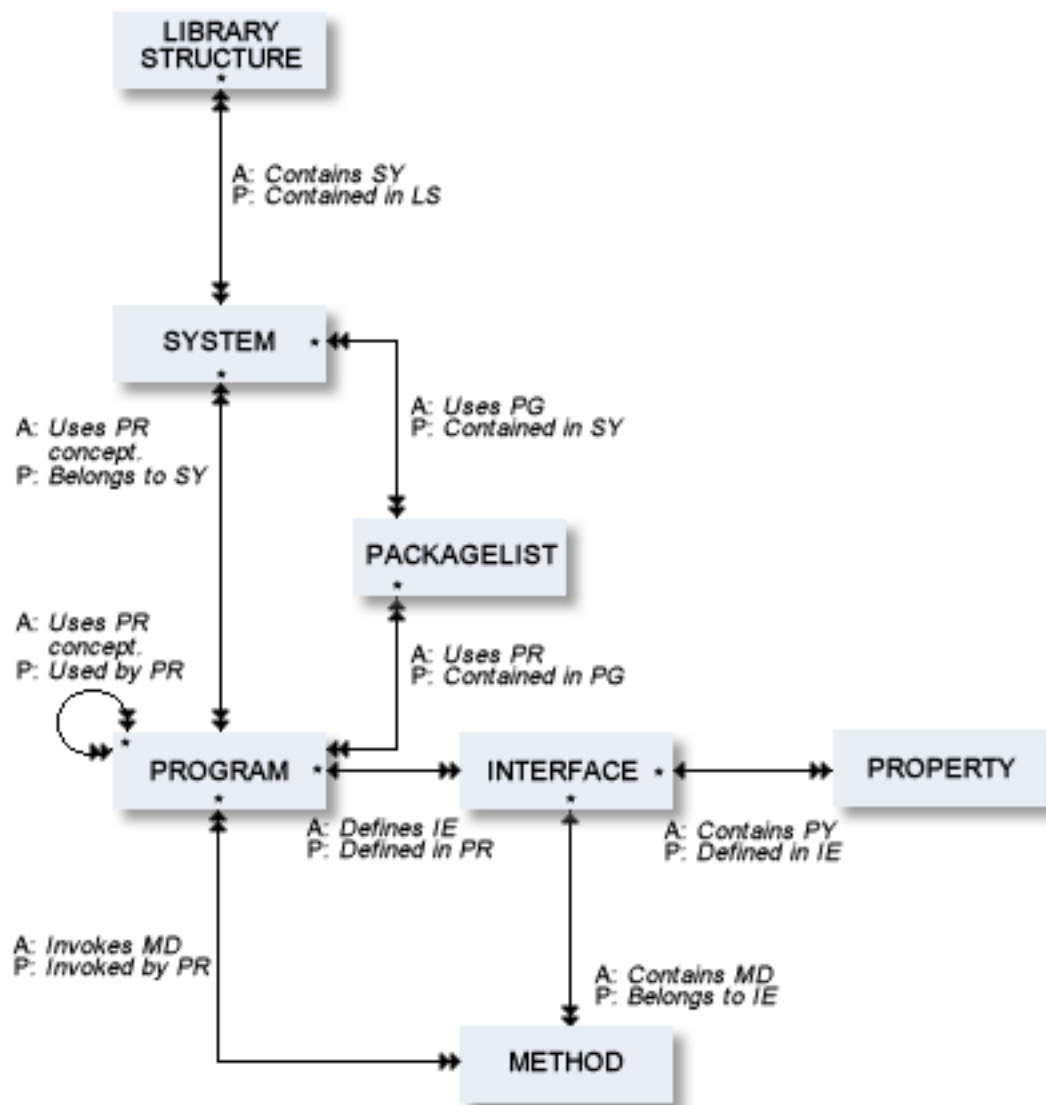 LIBRARY
STRUCTURE
*
A: Contains SY
P: Contained in LS
SYSTEM *
*
A: Uses PG
P: Contained in SY
A: Uses PR
concept.
P: Belongs to SY
PACKAGELIST
*
A: Uses PR
concept.
P: Used by PR
A: Uses PR
P: Contained in PG
*
PROGRAM *
*
INTERFACE *
*
PROPERTY
A: Defines IE
P: Defined in PR
A: Contains PY
P: Defined in IE
A: Invokes MD
P: Invoked by PR
A: Contains MD
P: Belongs to IE
METHOD